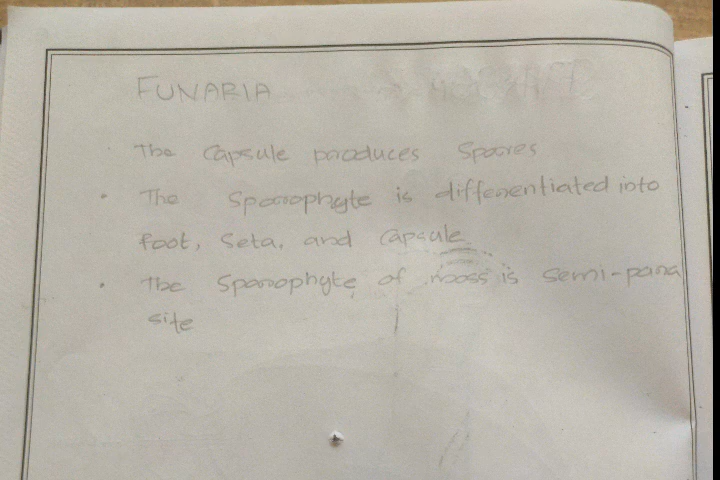 FUNARIA
The Capsule produces Spores
• The Sporophyte is differentiated into
foot, Seta, and Capsule
• The Sporophyte of moss is Semi-para
site